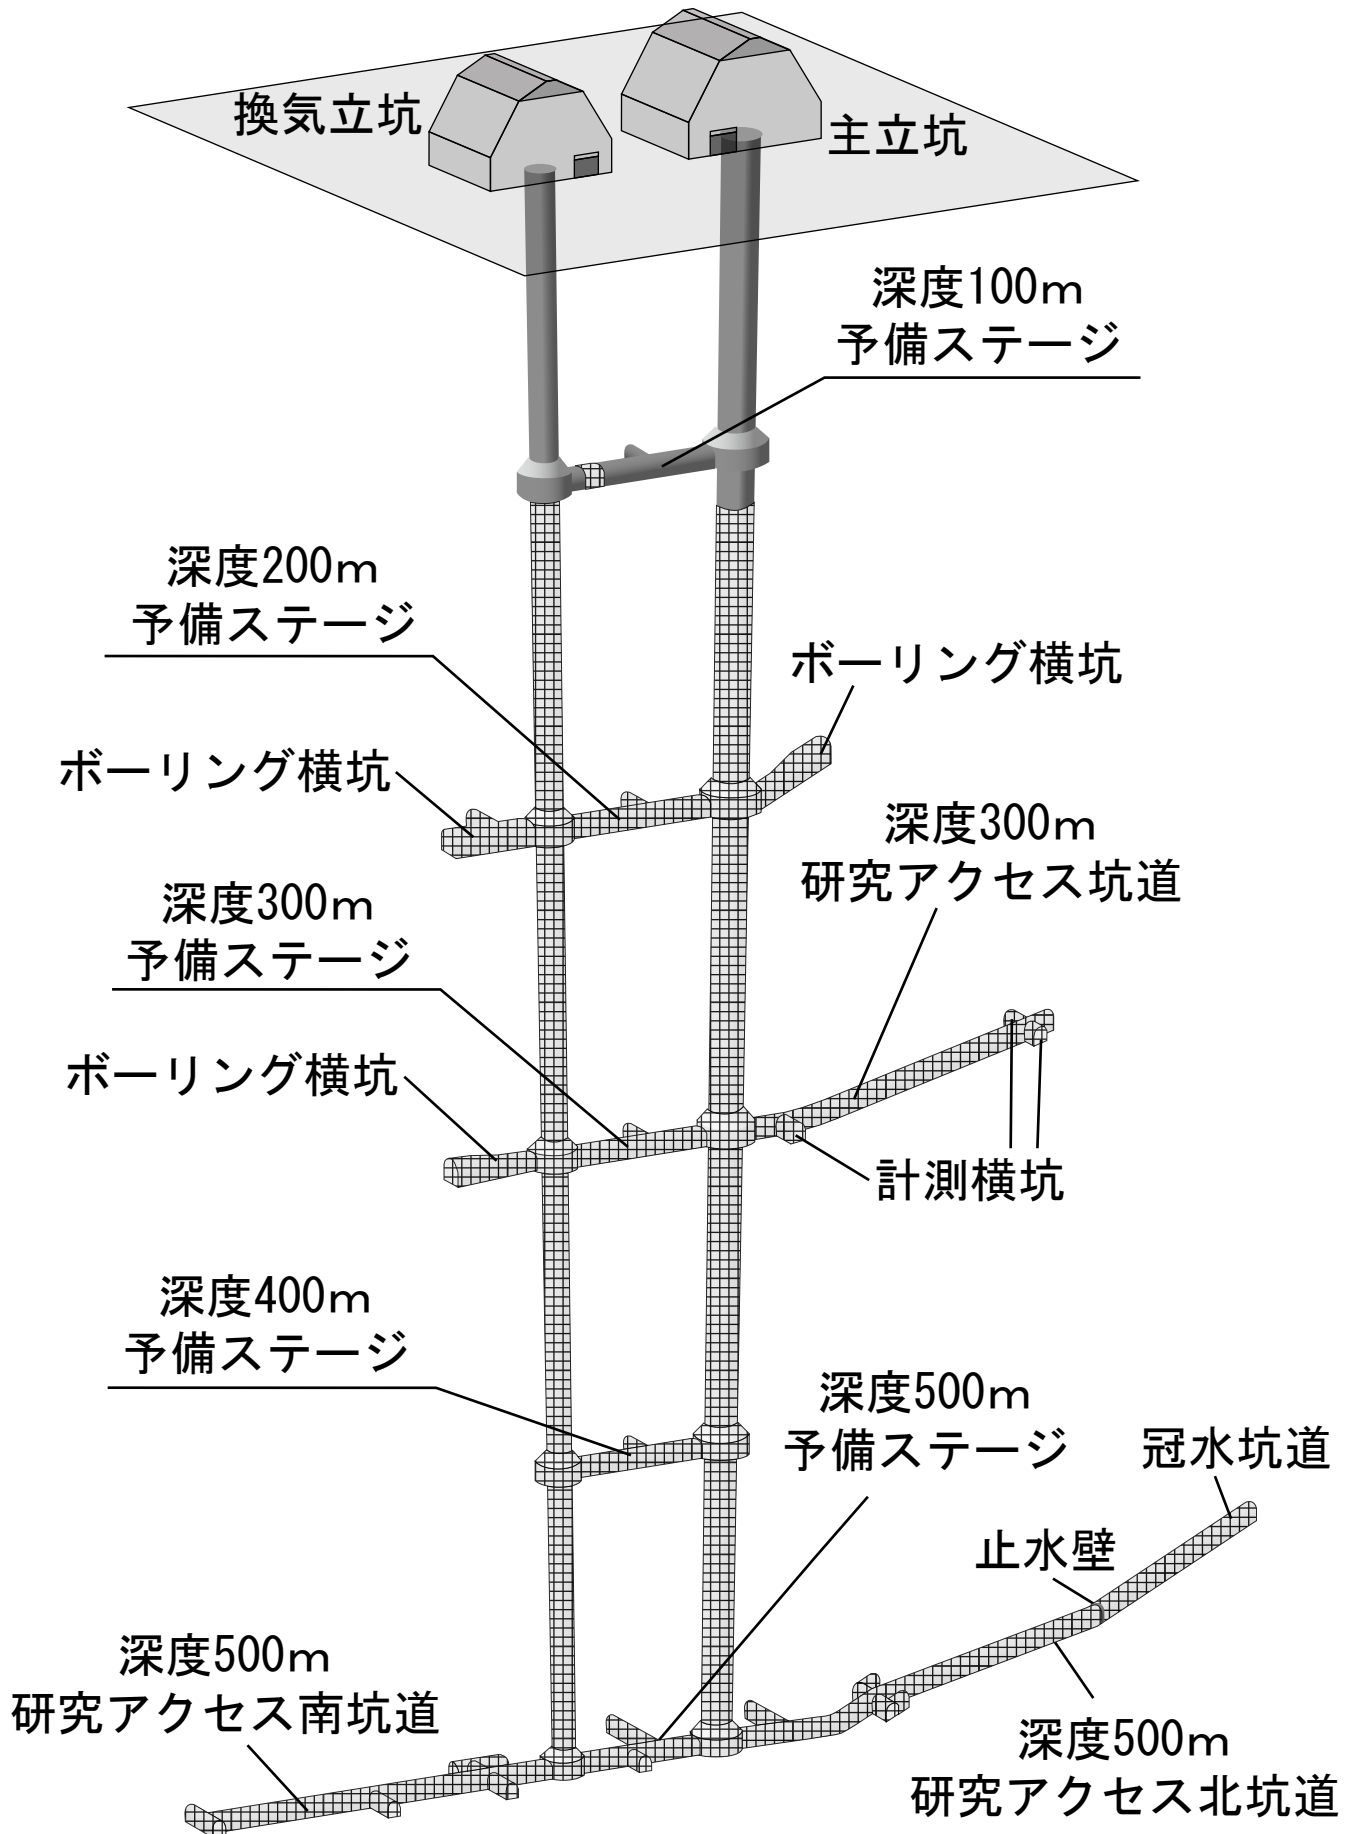 換気立坑
主立坑
深度100m
予備ステージ
深度200m
予備ステージ
ボーリング横坑
ボーリング横坑
深度300m
研究アクセス坑道
深度300m
予備ステージ
ボーリング横坑
計測横坑
深度400m
予備ステージ
深度500m
予備ステージ
冠水坑道
止水壁
深度500m
研究アクセス南坑道
深度500m
研究アクセス北坑道